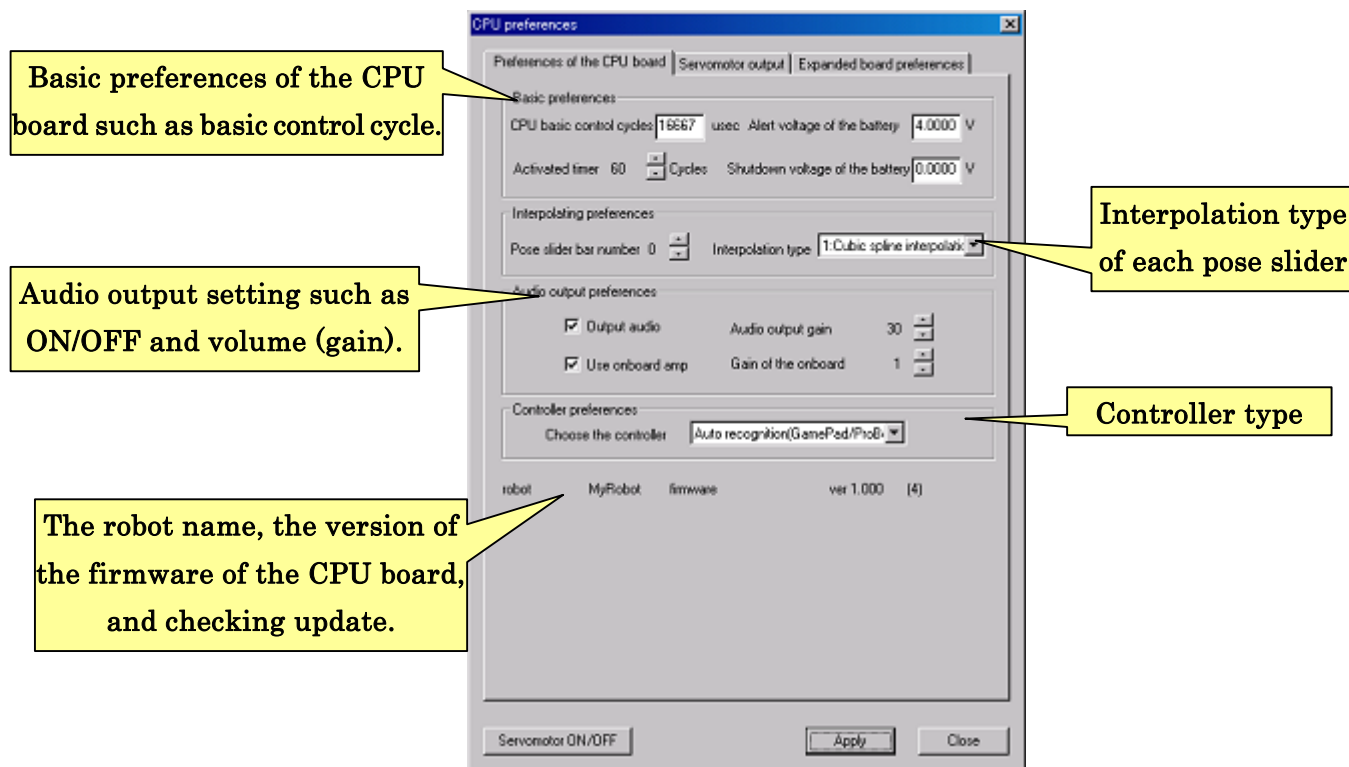 CPU preferences
Preferences of the CPU board Servomotor output Expanded board preferences
Basic preferences of the CPU
board such as basic control cycle.
Basic preferences
CPU basic control cycles 16667 usec Alert voltage of the battery 4.0000 V
Activated timer 60 Cycles Shutdown voltage of the battery 0.0000 V
Interpolating preferences
Pose slider bar number 0 Interpolation type 1:Cubic spline interpolatic
Interpolation type
of each pose slider
Audio output setting such as
ON/OFF and volume (gain).
Audio output preferences
Output audio Audio output gain 30
Use onboard amp Gain of the onboard 1
Controller preferences
Choose the controller Auto recognition(GamePad/ProB
Controller type
robot MyRobot firmware ver 1.000 (4)
The robot name, the version of
the firmware of the CPU board,
and checking update.
Servomotor ON/OFF Apply Close